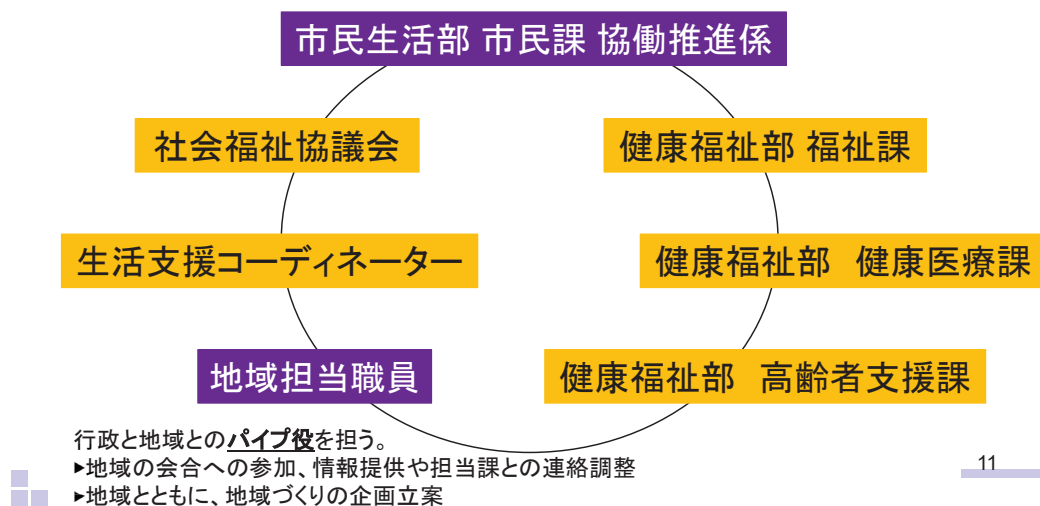 市民生活部 市民課 協働推進係
社会福祉協議会
健康福祉部 福祉課
生活支援コーディネーター
健康福祉部　健康医療課
地域担当職員
健康福祉部　高齢者支援課
行政と地域とのパイプ役を担う。
▶地域の会合への参加、情報提供や担当課との連絡調整
▶地域とともに、地域づくりの企画立案
11